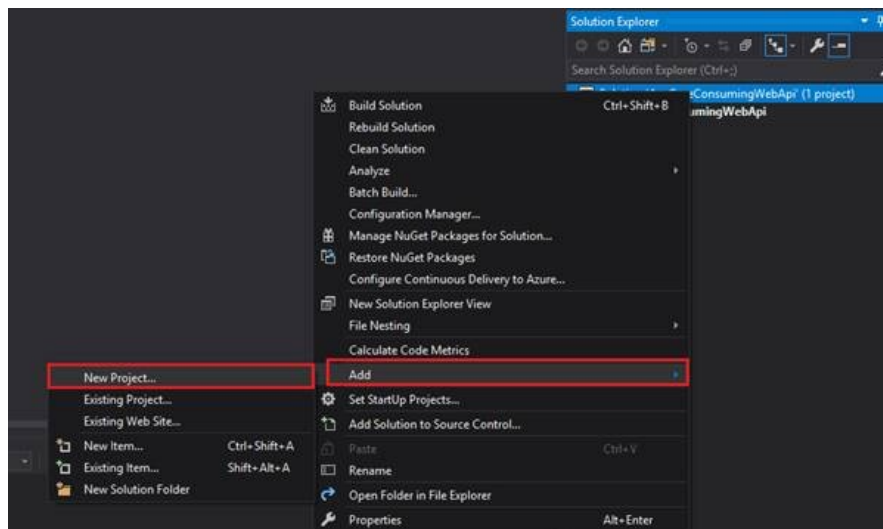 Solution Explorer
Search Solution Explorer (Ctrl+;)
eConsumingWebApi' (1 project)
umingWebApi
Build Solution Ctrl+Shift+B
Rebuild Solution
Clean Solution
Analyze
Batch Build...
Configuration Manager...
Manage NuGet Packages for Solution...
Restore NuGet Packages
Configure Continuous Delivery to Azure...
New Solution Explorer View
File Nesting
Calculate Code Metrics
Add
Set StartUp Projects...
Add Solution to Source Control...
Paste Ctrl+V
Rename
Open Folder in File Explorer
Properties Alt+Enter
New Project...
Existing Project...
Existing Web Site...
New Item... Ctrl+Shift+A
Existing Item... Shift+Alt+A
New Solution Folder